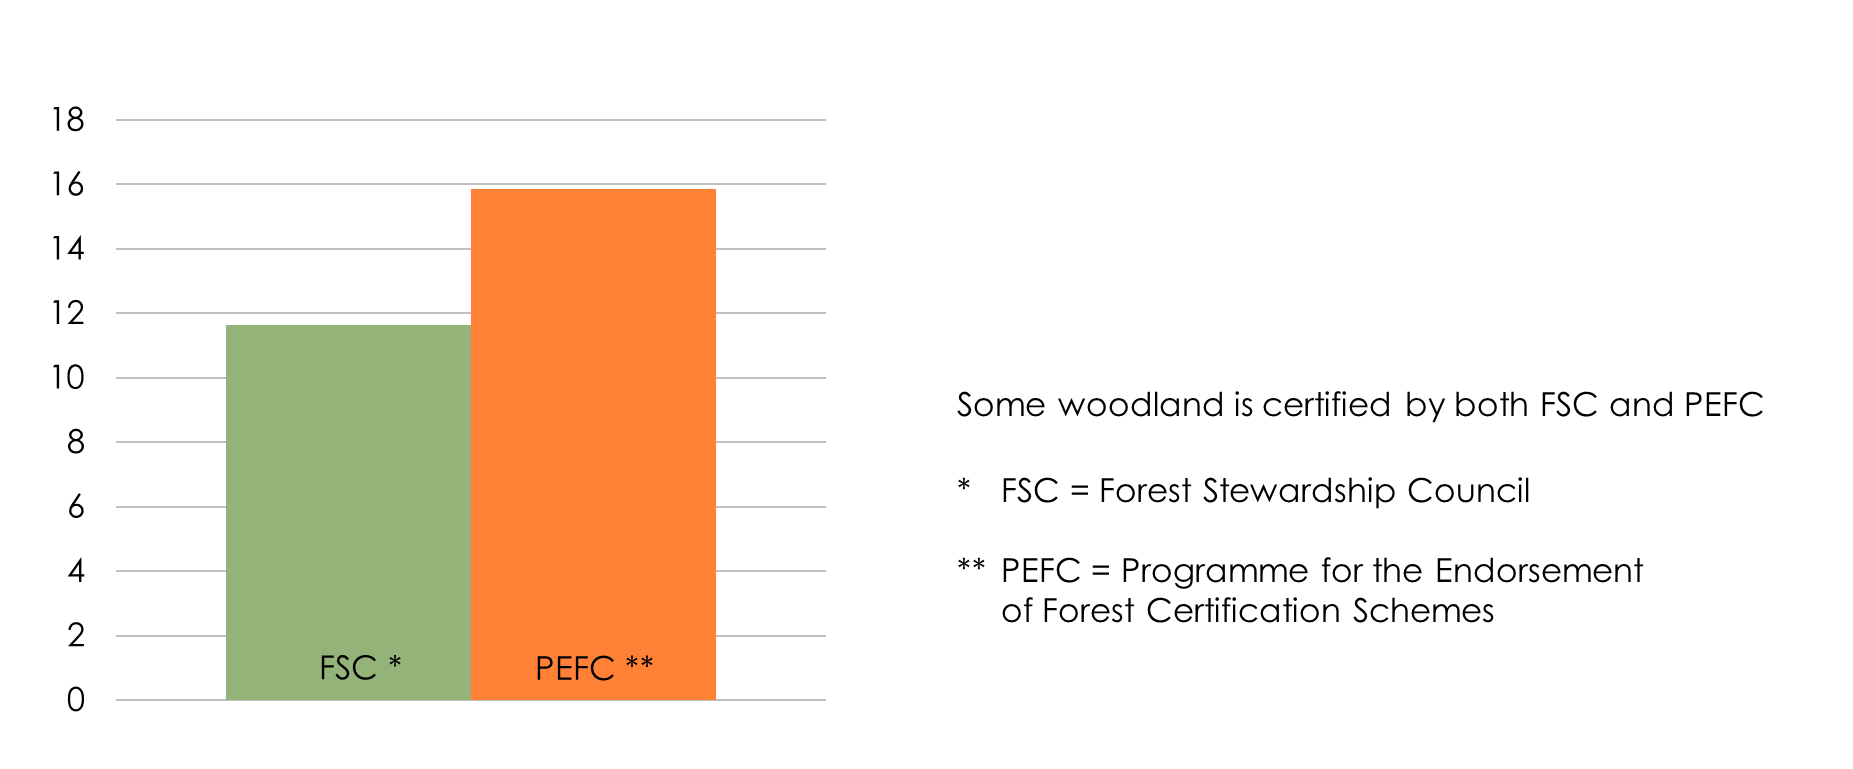 18
16
14
12
10
8
6
4
2
0
FSC *
PEFC **
Some woodland is certified by both FSC and PEFC
* FSC = Forest Stewardship Council
** PEFC = Programme for the Endorsement
of Forest Certification Schemes